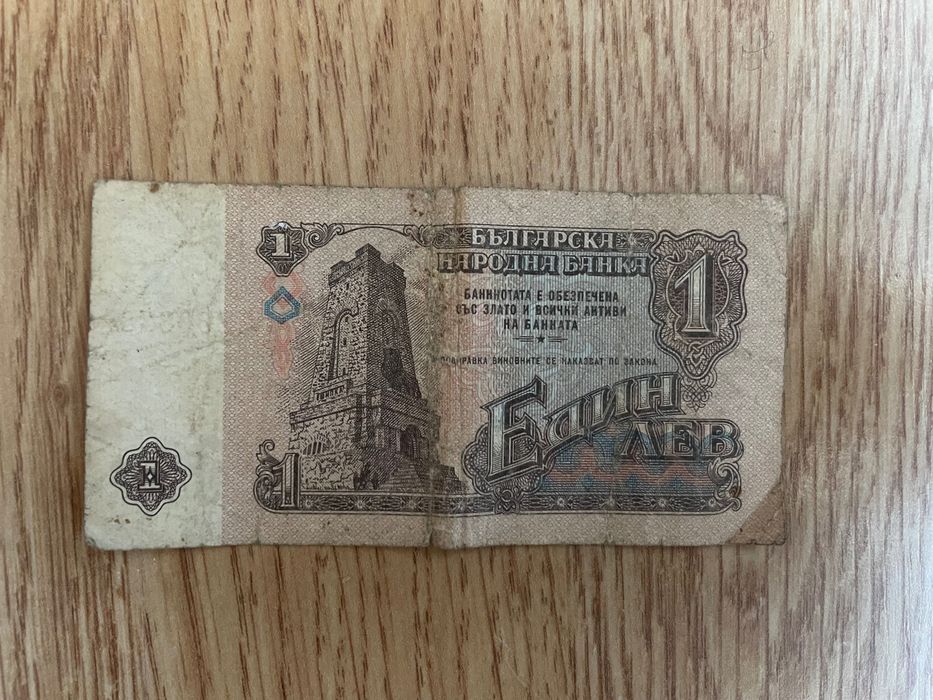 1
БЪЛГАРСКА
НАРОДНА БАНКА
1
БАНКНОТАТА Е ОБЕЗПЕЧЕНА
СЪС ЗЛАТО И ВСИЧКИ АКТИВИ
НА БАНКАТА
ПОДПРАВКА ВИНОВНИТЕ СЕ НАКАЗВАТ ПО ЗАКОНА
ЕДИН
ЛЕВ
1